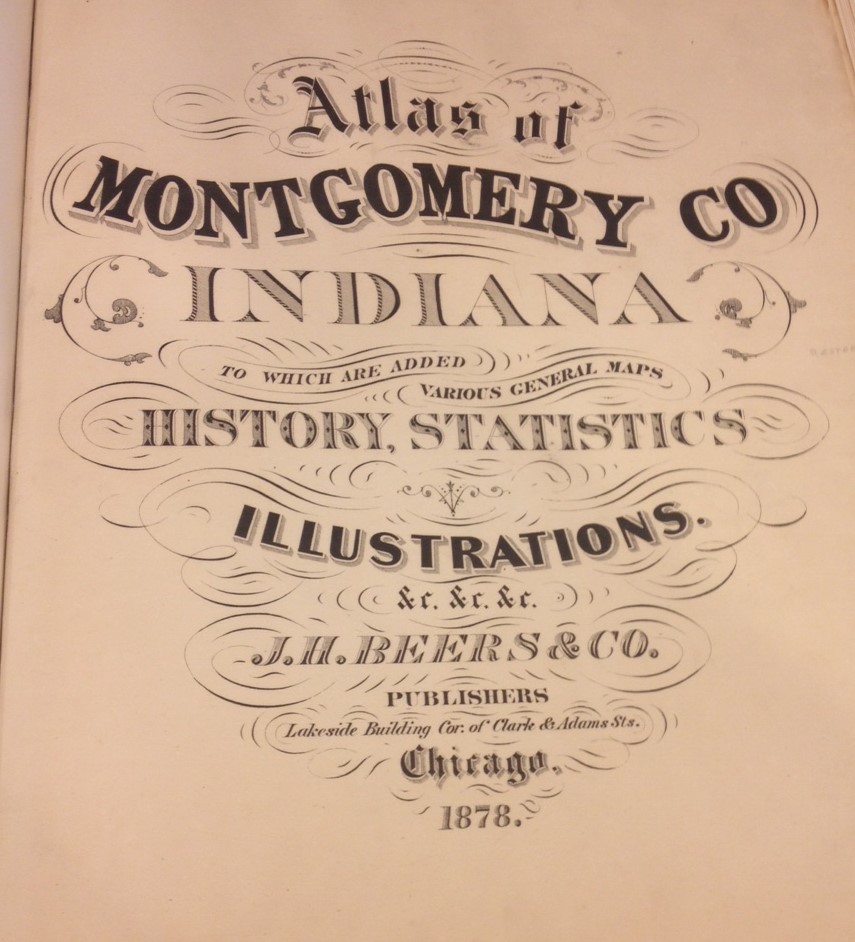 Atlas of
MONTGOMERY CO
INDIANA
TO WHICH ARE ADDED
VARIOUS GENERAL MAPS
HISTORY, STATISTICS
ILLUSTRATIONS.
&c. &c. &c.
J. H. BEERS & CO.
PUBLISHERS
Lakeside Building Cor. of Clark & Adams Sts.
Chicago.
1878.